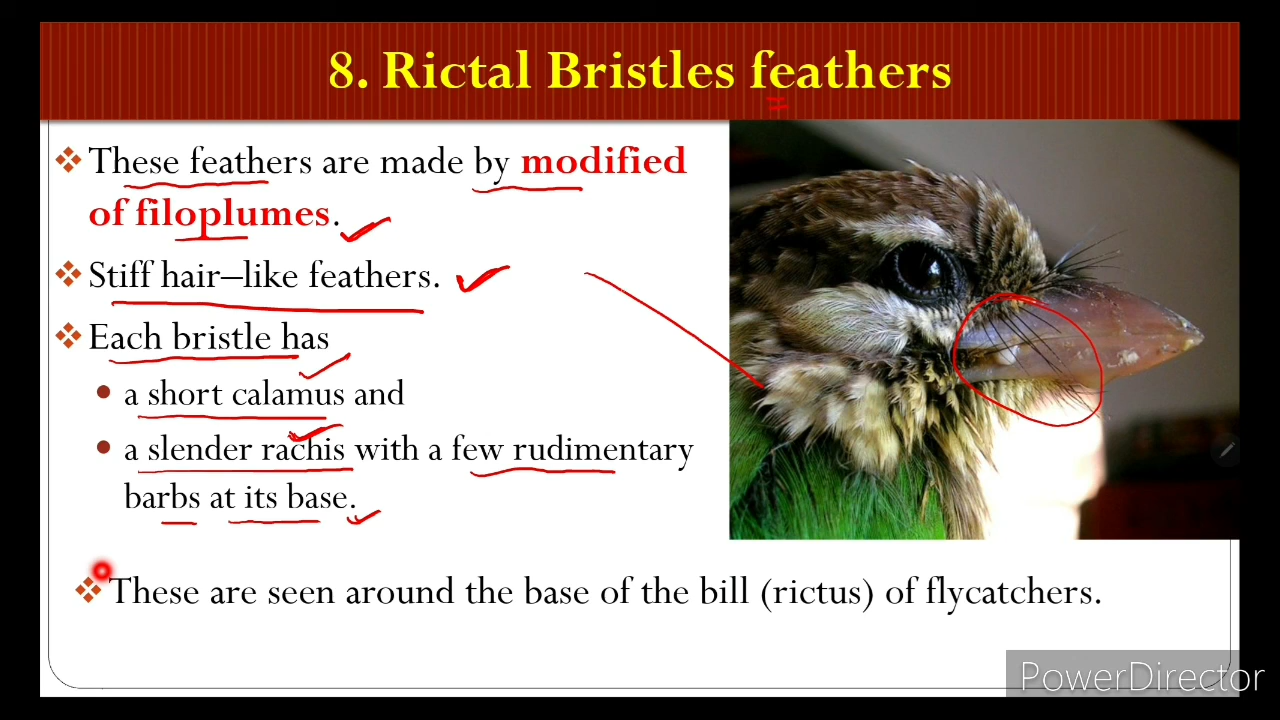 8. Rictal Bristles feathers
These feathers are made by modified
of filoplumes.
Stiff hair–like feathers.
Each bristle has
a short calamus and
a slender rachis with a few rudimentary
barbs at its base.
These are seen around the base of the bill (rictus) of flycatchers.
PowerDirector